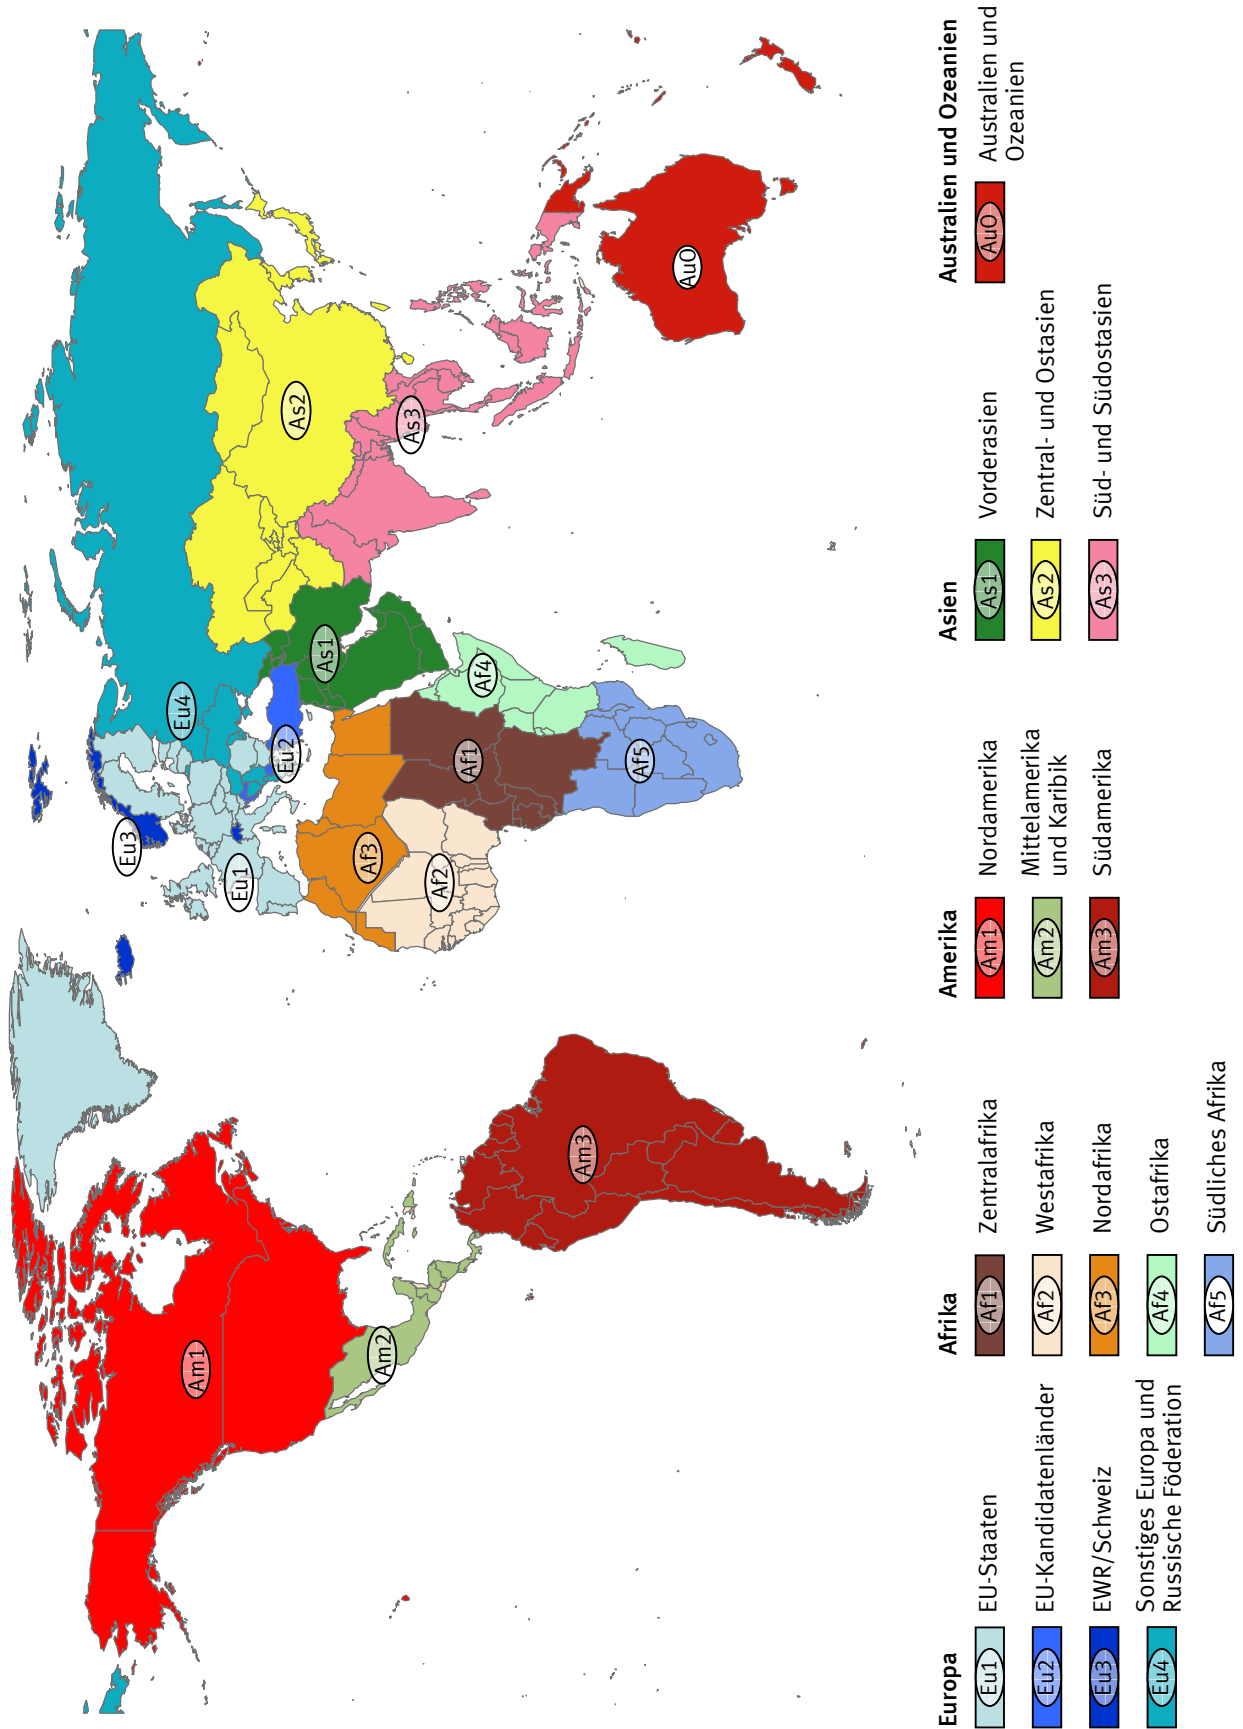 Eu3
Eu4
Eu1
Eu2
As1
As2
As3
Af3
Af2
Af1
Af4
Af5
AuO
Am1
Am2
Am3
Europa
Eu1 EU-Staaten
Eu2 EU-Kandidatenländer
Eu3 EWR/Schweiz
Eu4 Sonstiges Europa und
Russische Föderation
Afrika
Af1 Zentralafrika
Af2 Westafrika
Af3 Nordafrika
Af4 Ostafrika
Af5 Südliches Afrika
Amerika
Am1 Nordamerika
Am2 Mittelamerika
und Karibik
Am3 Südamerika
Asien
As1 Vorderasien
As2 Zentral- und Ostasien
As3 Süd- und Südostasien
Australien und Ozeanien
AuO Australien und
Ozeanien